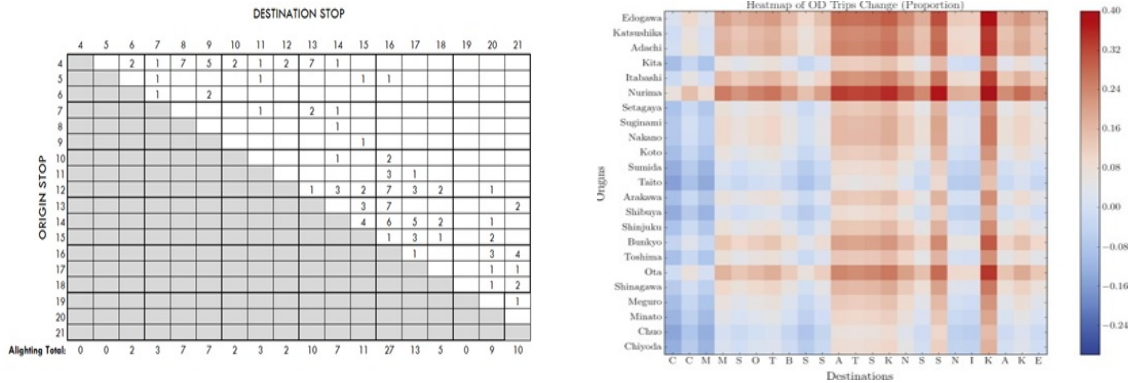 DESTINATION STOP
4 5 6 7 8 9 10 11 12 13 14 15 16 17 18 19 20 21
ORIGIN STOP
4 2 1 7 5 2 1 2 7 1
5 1 1 1 1
6 1 2
7 1 2 1
8 1
9 1
10 1 2
11 3 1
12 1 3 2 7 3 2 1
13 3 7 2
14 4 6 5 2 1
15 1 3 1 2
16 1 3 4
17 1 1
18 1 2
19 1
20
21
Alighting Total: 0 0 2 3 7 7 2 3 2 10 7 11 27 13 5 0 9 10
Heatmap of OD Trips Change (Proportion)
Origins
Edogawa
Katsushika
Adachi
Kita
Itabashi
Nurima
Setagaya
Suginami
Nakano
Koto
Sumida
Taito
Arakawa
Shibuya
Shinjuku
Bunkyo
Toshima
Ota
Shinagawa
Meguro
Minato
Chuo
Chiyoda
C C M M S O T B S S A T S K N S S N I K A K E
Destinations
0.40
0.32
0.24
0.16
0.08
0.00
−0.08
−0.16
−0.24